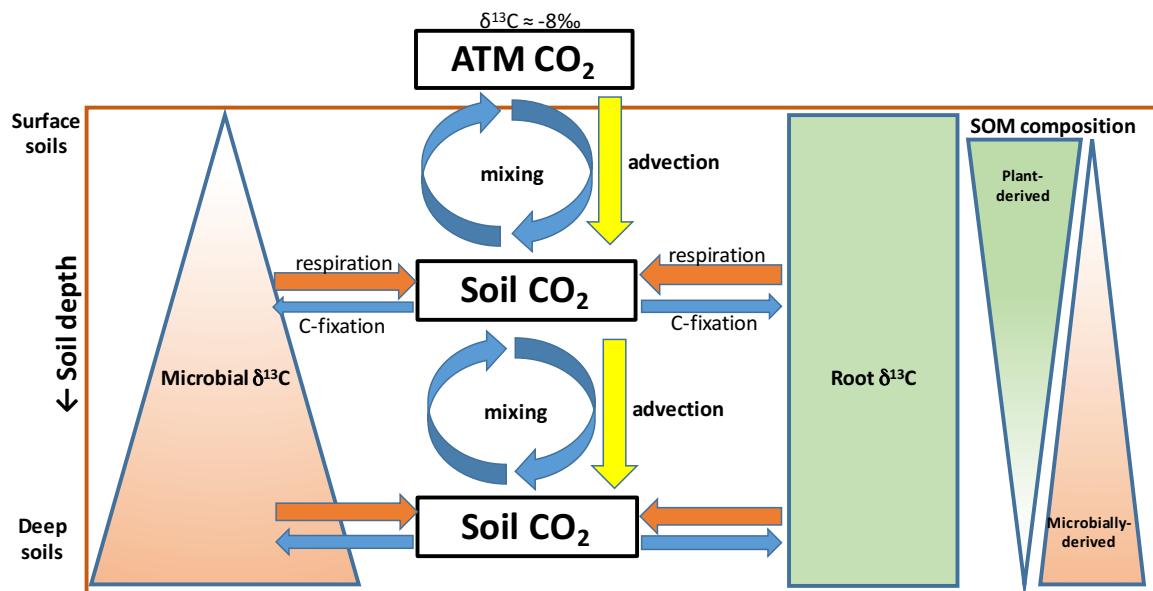 δ¹³C ≈ -8‰
ATM CO₂
Surface
soils
SOM composition
mixing
advection
Plant-
derived
respiration
respiration
Soil CO₂
C-fixation
C-fixation
← Soil depth
Microbial δ¹³C
Root δ¹³C
mixing
advection
Deep
soils
Soil CO₂
Microbially-
derived